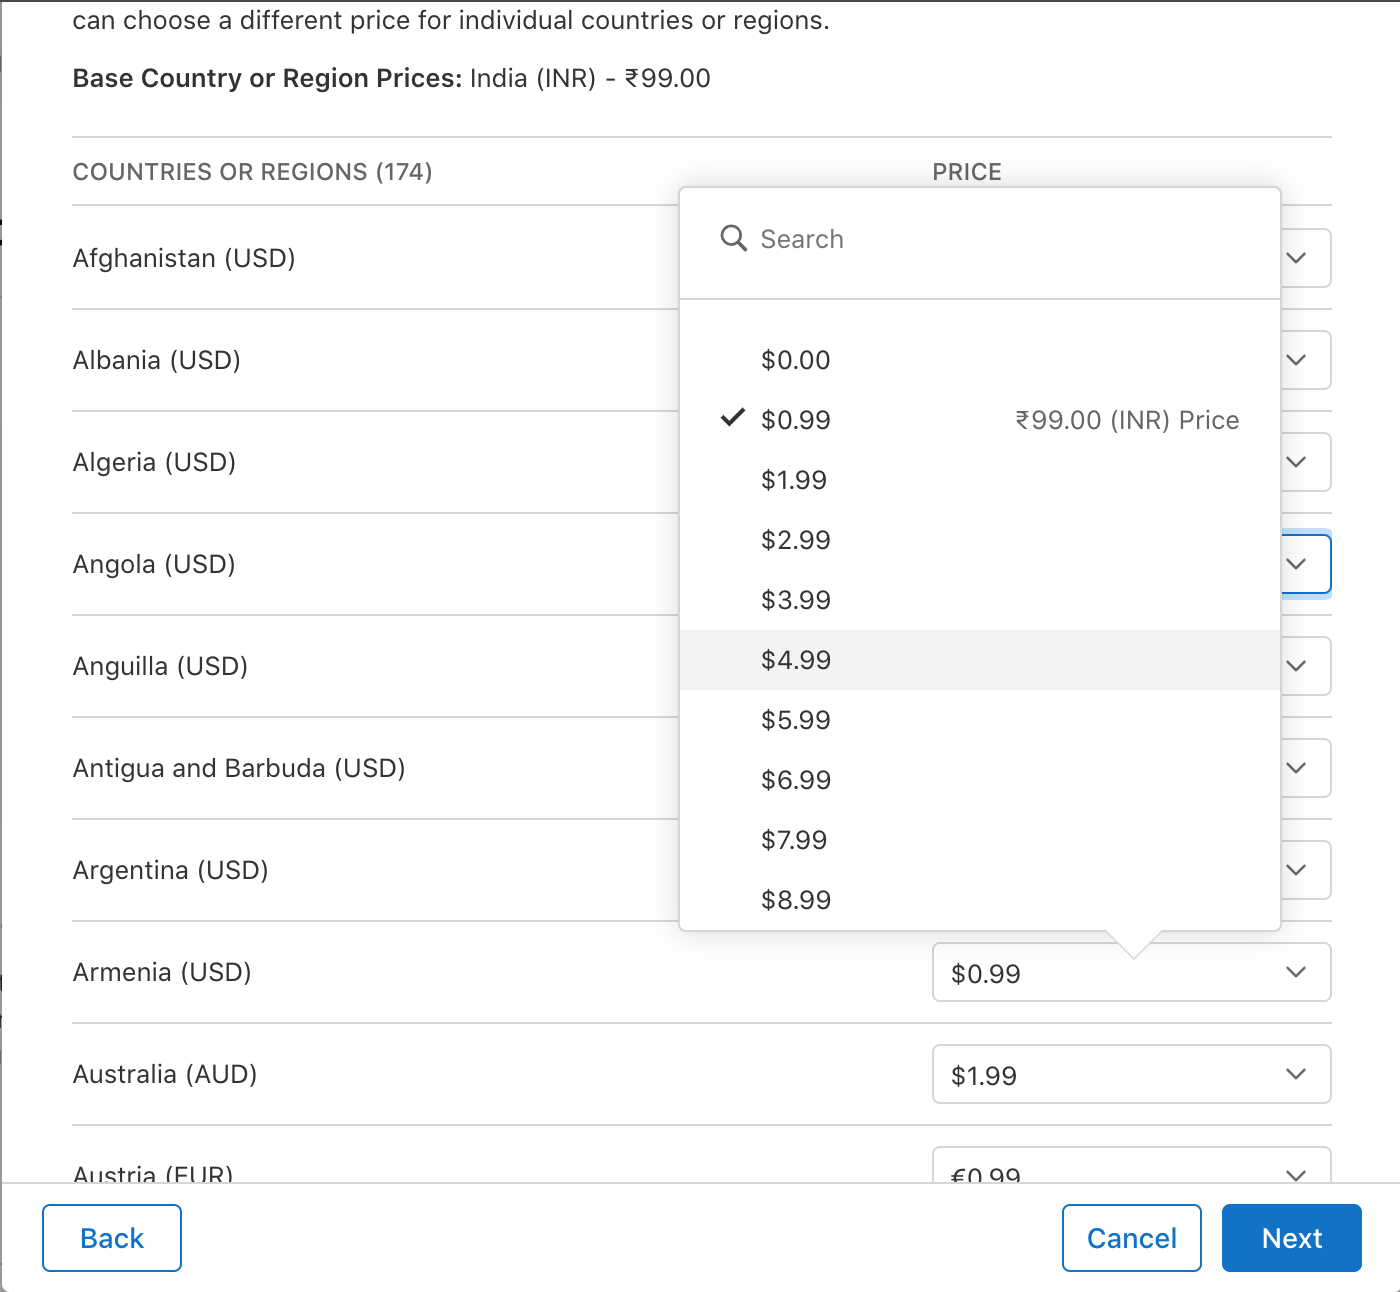 can choose a different price for individual countries or regions.
Base Country or Region Prices: India (INR) - ₹99.00
COUNTRIES OR REGIONS (174) PRICE
Search
Afghanistan (USD)
Albania (USD)
Algeria (USD)
Angola (USD)
Anguilla (USD)
Antigua and Barbuda (USD)
Argentina (USD)
$0.00
$0.99 ₹99.00 (INR) Price
$1.99
$2.99
$3.99
$4.99
$5.99
$6.99
$7.99
$8.99
Armenia (USD) $0.99
Australia (AUD) $1.99
Austria (EUR) €0.99
Back Cancel Next